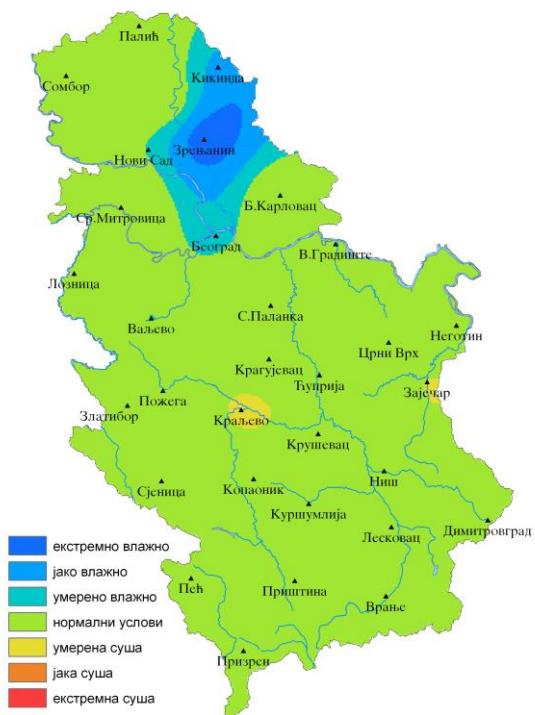 Палић
Сомбор
Кикинда
Зрењанин
Нови Сад
Б.Карловац
Ср.Митровица
Београд
В.Градиште
Лозница
С.Паланка
Ваљево
Неготин
Црни Врх
Крагујевац
Ћуприја
Зајечар
Пожега
Златибор
Краљево
Крушевац
Ниш
Сјеница
Копаоник
Куршумлија
Димитровград
Лесковац
Пећ
Приштина
Врање
Призрен
екстремно влажно
јако влажно
умерено влажно
нормални услови
умерена суша
јака суша
екстремна суша